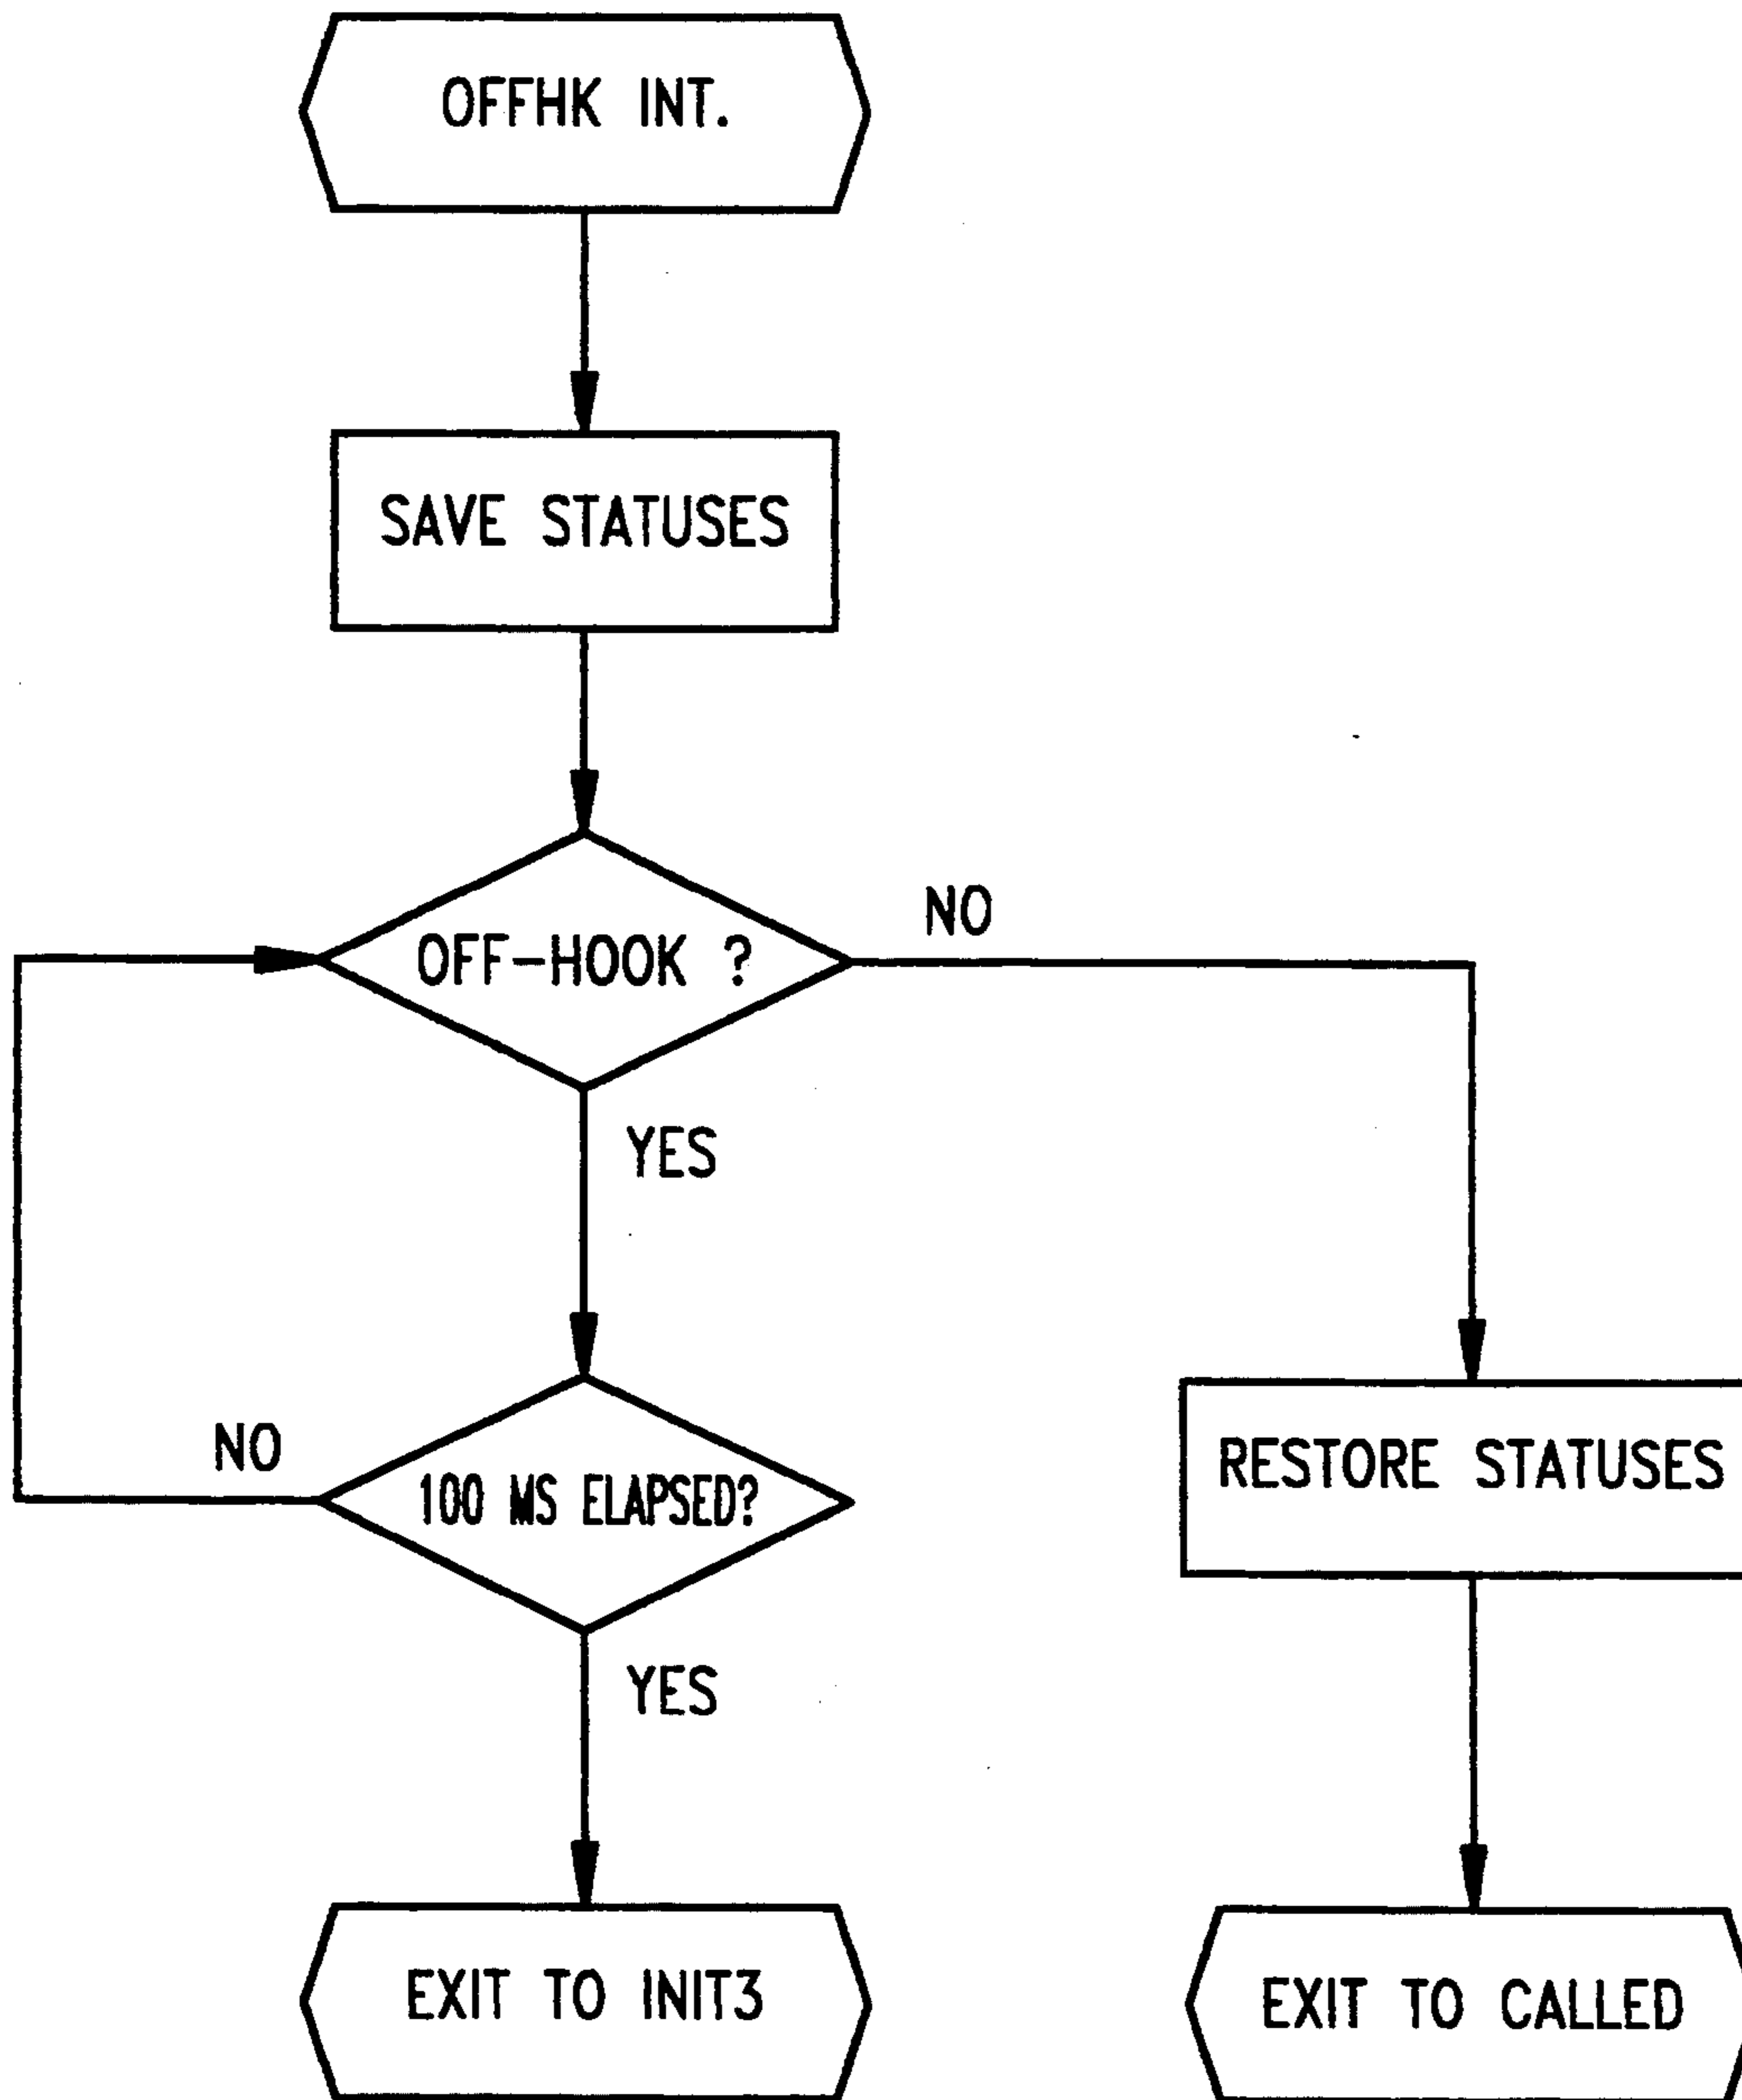 OFFHK INT.
SAVE STATUSES
OFF-HOOK ?
NO
YES
100 MS ELAPSED?
NO
YES
RESTORE STATUSES
EXIT TO INIT3
EXIT TO CALLED